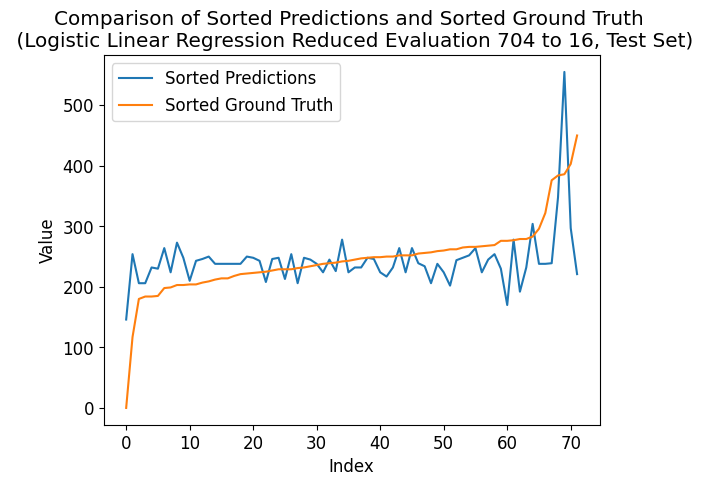 Comparison of Sorted Predictions and Sorted Ground Truth
(Logistic Linear Regression Reduced Evaluation 704 to 16, Test Set)
Sorted Predictions
Sorted Ground Truth
500
400
300
200
100
0
Value
0 10 20 30 40 50 60 70
Index